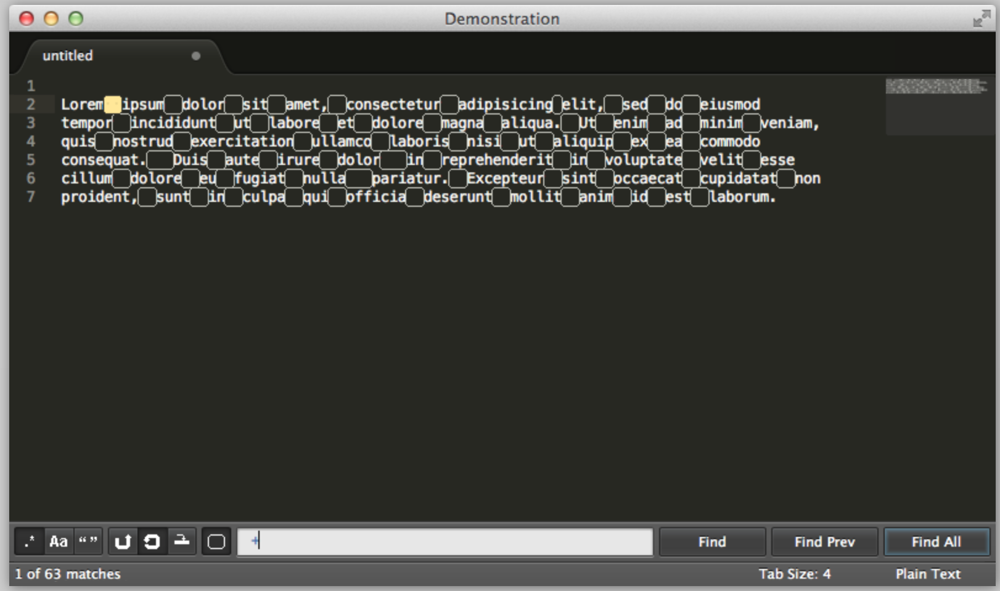 Demonstration
untitled
1
2 Lorem  ipsum  dolor  sit  amet,  consectetur  adipisicing elit,  sed  do  eiusmod
3 tempor  incididunt  ut  labore  et  dolore  magna  aliqua.  Ut  enim  ad  minim  veniam,
4 quis  nostrud  exercitation  ullamco  laboris  nisi  ut  aliquip  ex  ea  commodo
5 consequat.   Duis  aute  irure  dolor   in  reprehenderit  in  voluptate  velit  esse
6 cillum  dolore  eu  fugiat  nulla   pariatur.  Excepteur  sint  occaecat  cupidatat  non
7 proident,  sunt  in  culpa  qui  officia  deserunt  mollit  anim  id  est  laborum.
.* Aa “ ” + Find Find Prev Find All
1 of 63 matches Tab Size: 4 Plain Text